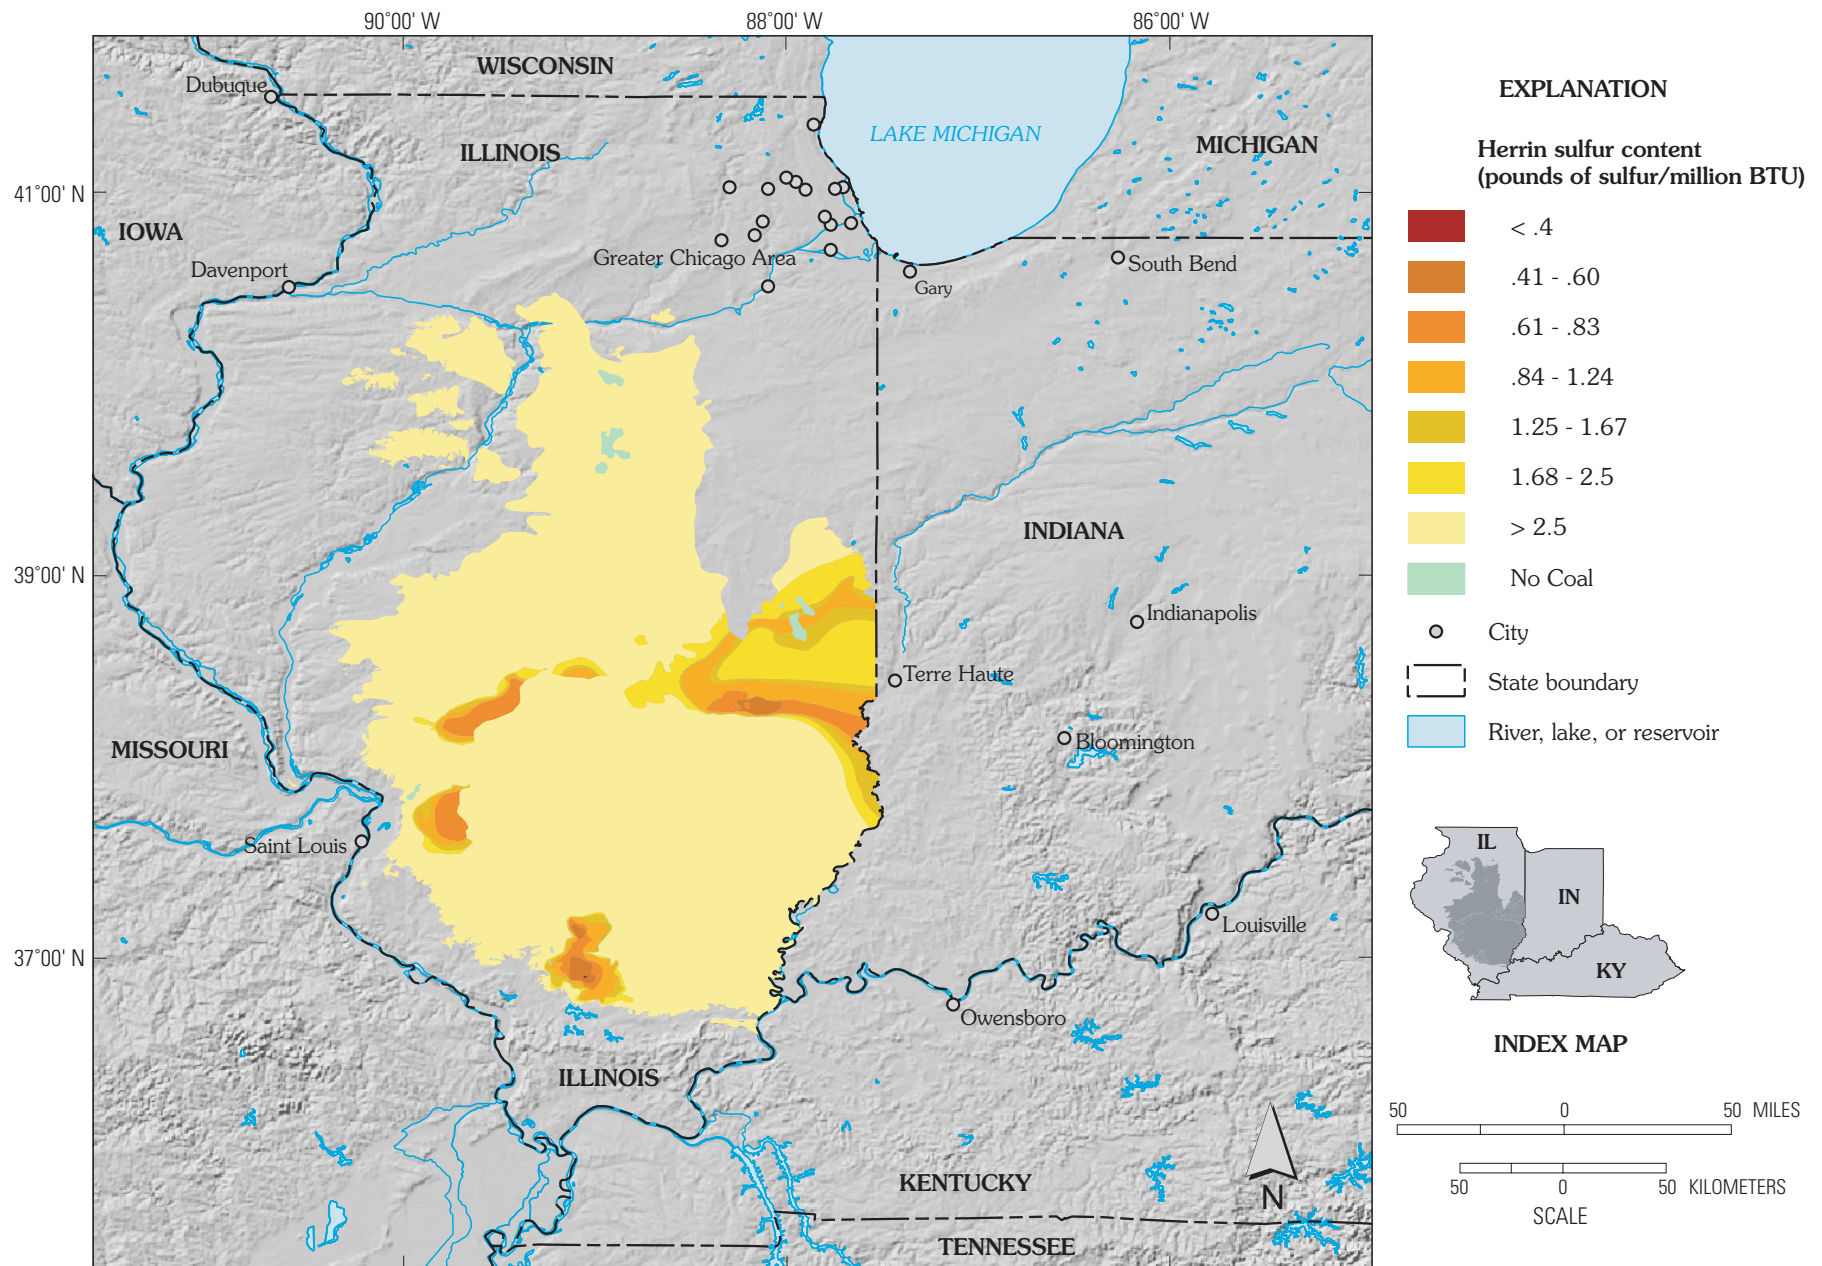 90°00' W
88°00' W
86°00' W
WISCONSIN
Dubuque
LAKE MICHIGAN
ILLINOIS
MICHIGAN
41°00' N
IOWA
Greater Chicago Area
Davenport
South Bend
Gary
INDIANA
39°00' N
Indianapolis
Terre Haute
MISSOURI
Bloomington
Saint Louis
Louisville
37°00' N
Owensboro
ILLINOIS
KENTUCKY
N
TENNESSEE
EXPLANATION
Herrin sulfur content
(pounds of sulfur/million BTU)
< .4
.41 - .60
.61 - .83
.84 - 1.24
1.25 - 1.67
1.68 - 2.5
> 2.5
No Coal
City
State boundary
River, lake, or reservoir
IL
IN
KY
INDEX MAP
50 0 50 MILES
50 0 50 KILOMETERS
SCALE